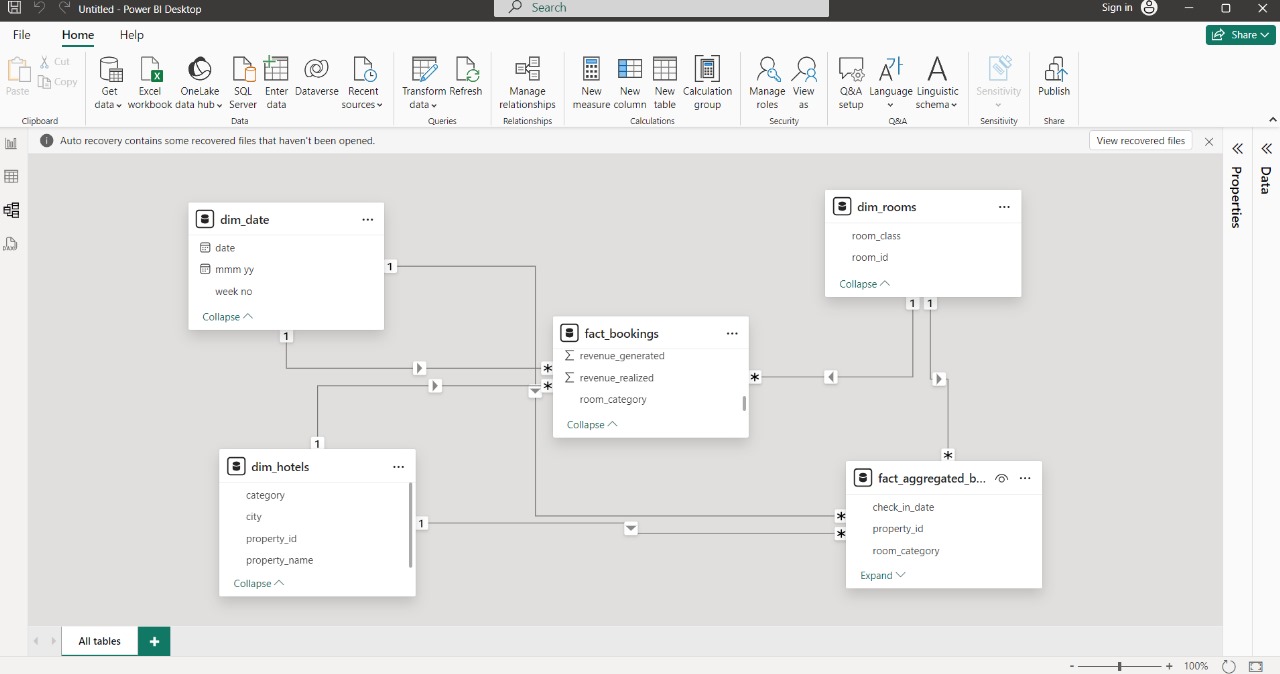 Untitled - Power BI Desktop
Search
Sign in
File Home Help
Share
Paste
Cut
Copy
Clipboard
Get data
Excel workbook
OneLake data hub
SQL Server
Enter data
Dataverse
Recent sources
Data
Transform data
Refresh
Queries
Manage relationships
Relationships
New measure
New column
New table
Calculation group
Calculations
Manage roles
View as
Security
Q&A setup
Language
Linguistic schema
Q&A
Sensitivity
Sensitivity
Publish
Share
Auto recovery contains some recovered files that haven't been opened.
View recovered files
Properties
Data
dim_date
date
mmm yy
week no
Collapse
1
1
dim_rooms
room_class
room_id
Collapse
1 1
fact_bookings
revenue_generated
revenue_realized
room_category
Collapse
*
*
*
dim_hotels
category
city
property_id
property_name
Collapse
1
1
fact_aggregated_b...
check_in_date
property_id
room_category
Expand
*
*
*
All tables
+
- + 100%